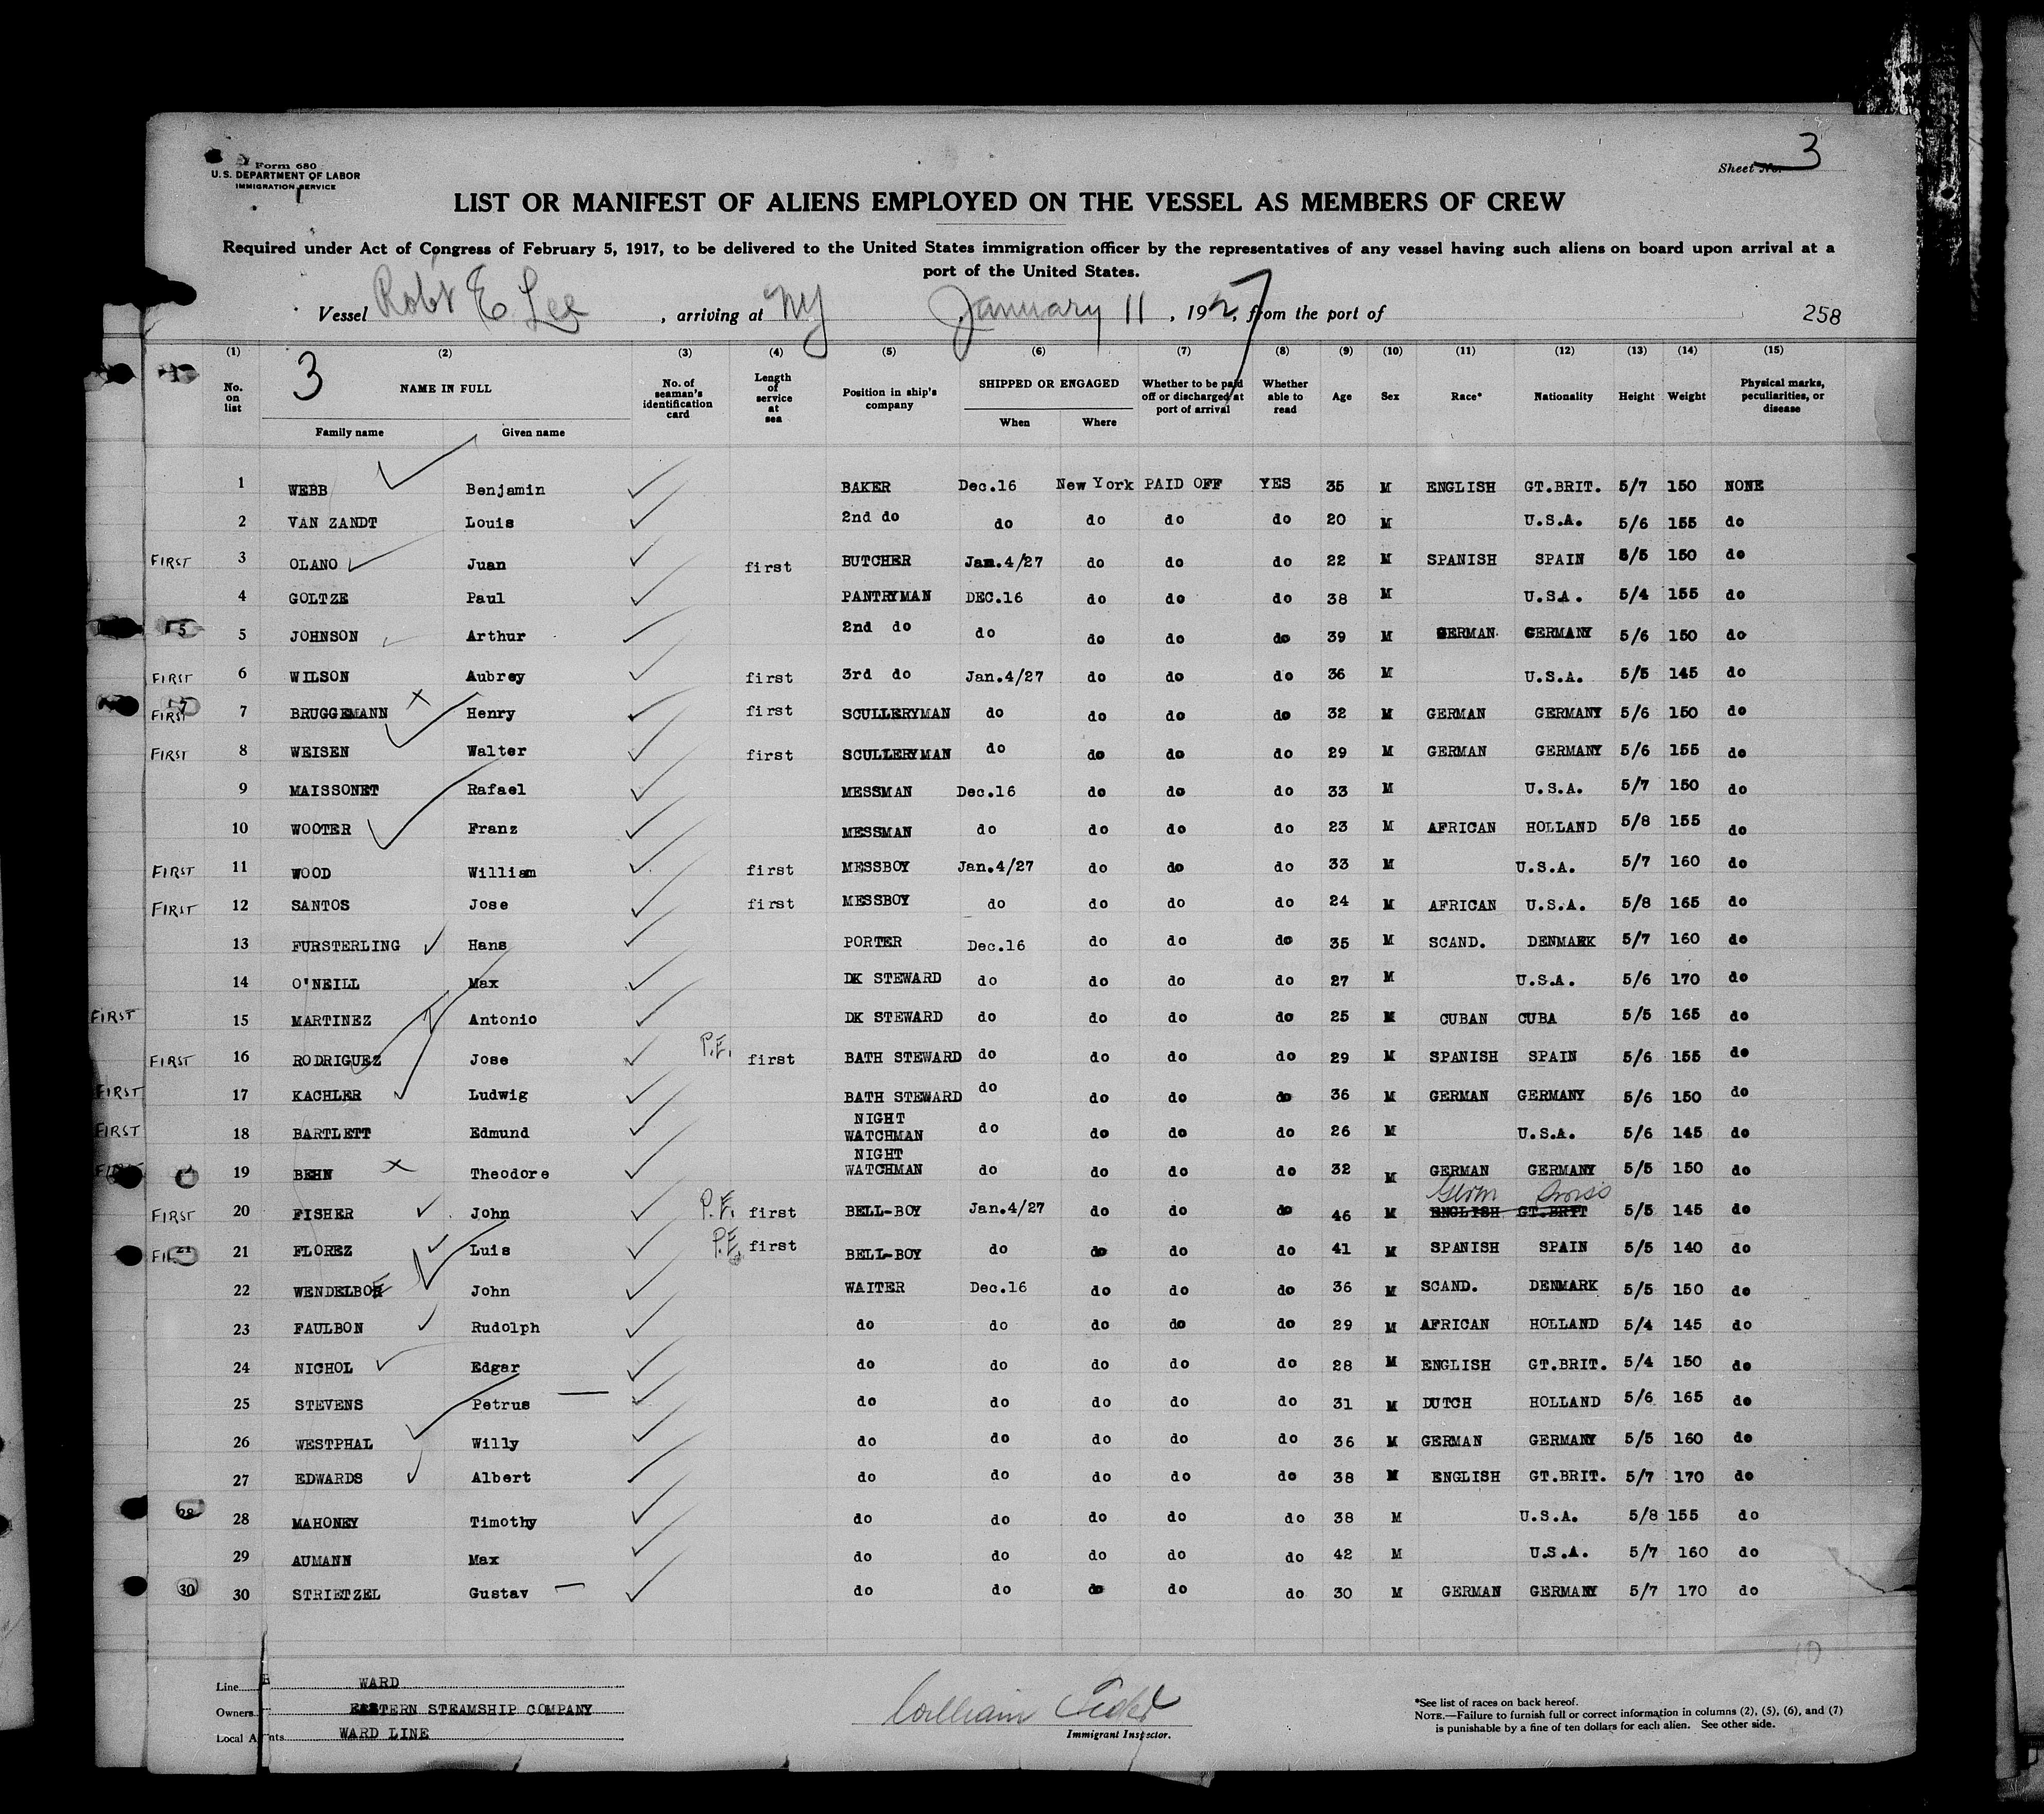 Form 680
U.S. DEPARTMENT OF LABOR
IMMIGRATION SERVICE
Sheet No. 3
LIST OR MANIFEST OF ALIENS EMPLOYED ON THE VESSEL AS MEMBERS OF CREW
Required under Act of Congress of February 5, 1917, to be delivered to the United States immigration officer by the representatives of any vessel having such aliens on board upon arrival at a
port of the United States.
Vessel Robt E. Lee, arriving at NY January 11, 1927, from the port of 258
(1) (2) (3) (4) (5) (6) (7) (8) (9) (10) (11) (12) (13) (14) (15)
3
No. on list NAME IN FULL No. of seaman's identification card Length of service at sea Position in ship's company SHIPPED OR ENGAGED Whether to be paid off or discharged at port of arrival Whether able to read Age Sex Race* Nationality Height Weight Physical marks, peculiarities, or disease
Family name Given name When Where
1 WEBB Benjamin BAKER Dec.16 New York PAID OFF YES 35 M ENGLISH GT.BRIT. 5/7 150 NONE
2 VAN ZANDT Louis 2nd do do do do do 20 M U.S.A. 5/6 155 do
FIRST 3 OLANO Juan first BUTCHER Jan.4/27 do do do 22 M SPANISH SPAIN 5/5 150 do
4 GOLTZE Paul PANTRYMAN DEC.16 do do do 38 M U.S.A. 5/4 155 do
5 5 JOHNSON Arthur 2nd do do do do do 39 M GERMAN GERMANY 5/6 150 do
FIRST 6 WILSON Aubrey first 3rd do Jan.4/27 do do do 36 M U.S.A. 5/5 145 do
7 FIRST 7 BRUGGEMANN X Henry first SCULLERYMAN do do do do 32 M GERMAN GERMANY 5/6 150 do
FIRST 8 WEISEN Walter first SCULLERYMAN do do do do 29 M GERMAN GERMANY 5/6 155 do
9 MAISSONET Rafael MESSMAN Dec.16 do do do 33 M U.S.A. 5/7 150 do
10 WOOTER Franz MESSMAN do do do do 23 M AFRICAN HOLLAND 5/8 155 do
FIRST 11 WOOD William first MESSBOY Jan.4/27 do do do 33 M U.S.A. 5/7 160 do
FIRST 12 SANTOS Jose first MESSBOY do do do do 24 M AFRICAN U.S.A. 5/8 165 do
13 FURSTERLING Hans PORTER Dec.16 do do do 35 M SCAND. DENMARK 5/7 160 do
14 O'NEILL Max DK STEWARD do do do do 27 M U.S.A. 5/6 170 do
FIRST 15 MARTINEZ Antonio DK STEWARD do do do do 25 M CUBAN CUBA 5/5 165 do
FIRST 16 RODRIGUEZ Jose P.E. first BATH STEWARD do do do do 29 M SPANISH SPAIN 5/6 155 do
FIRST 17 KACHLER Ludwig BATH STEWARD do do do do 36 M GERMAN GERMANY 5/6 150 do
FIRST 18 BARTLETT Edmund NIGHT WATCHMAN do do do do 26 M U.S.A. 5/6 145 do
FIRST 19 BEHN X Theodore NIGHT WATCHMAN do do do do 32 M GERMAN GERMANY 5/5 150 do
Germ Swiss
FIRST 20 FISHER John P.E. first BELL-BOY Jan.4/27 do do do 46 M ENGLISH GT.BRIT 5/5 145 do
21 21 FLOREZ Luis P.E. first BELL-BOY do do do do 41 M SPANISH SPAIN 5/5 140 do
22 WENDELBOE John WAITER Dec.16 do do do 36 M SCAND. DENMARK 5/5 150 do
23 FAULBON Rudolph do do do do do 29 M AFRICAN HOLLAND 5/4 145 do
24 NICHOL Edgar do do do do do 28 M ENGLISH GT.BRIT. 5/4 150 do
25 STEVENS Petrus do do do do do 31 M DUTCH HOLLAND 5/6 165 do
26 WESTPHAL Willy do do do do do 36 M GERMAN GERMANY 5/5 160 do
27 EDWARDS Albert do do do do do 38 M ENGLISH GT.BRIT. 5/7 170 do
28 28 MAHONEY Timothy do do do do do 38 M U.S.A. 5/8 155 do
29 AUMANN Max do do do do do 42 M U.S.A. 5/7 160 do
30 30 STRIETZEL Gustav do do do do do 30 M GERMAN GERMANY 5/7 170 do
10
Line WARD
Owners EASTERN STEAMSHIP COMPANY
Local Agents WARD LINE
William
Immigrant Inspector.
*See list of races on back hereof.
NOTE.—Failure to furnish full or correct information in columns (2), (5), (6), and (7)
is punishable by a fine of ten dollars for each alien. See other side.